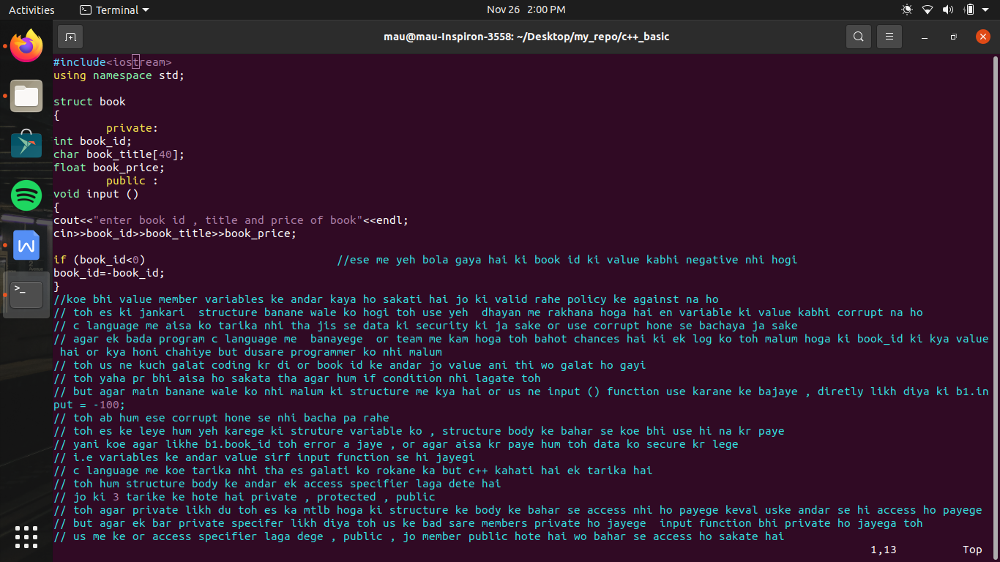 Activities
Terminal
Nov 26 2:00 PM
mau@mau-Inspiron-3558: ~/Desktop/my_repo/c++_basic
#include<iostream>
using namespace std;
struct book
{
private:
int book_id;
char book_title[40];
float book_price;
public :
void input ()
{
cout<<"enter book id , title and price of book"<<endl;
cin>>book_id>>book_title>>book_price;
if (book_id<0) //ese me yeh bola gaya hai ki book id ki value kabhi negative nhi hogi
book_id=-book_id;
}
//koe bhi value member variables ke andar kaya ho sakati hai jo ki valid rahe policy ke against na ho
// toh es ki jankari  structure banane wale ko hogi toh use yeh  dhayan me rakhana hoga hai en variable ki value kabhi corrupt na ho
// c language me aisa ko tarika nhi tha jis se data ki security ki ja sake or use corrupt hone se bachaya ja sake
// agar ek bada program c language me  banayege  or team me kam hoga toh bahot chances hai ki ek log ko toh malum hoga ki book_id ki kya value
hai or kya honi chahiye but dusare programmer ko nhi malum
// toh us ne kuch galat coding kr di or book id ke andar jo value ani thi wo galat ho gayi
// toh yaha pr bhi aisa ho sakata tha agar hum if condition nhi lagate toh
// but agar main banane wale ko nhi malum ki structure me kya hai or us ne input () function use karane ke bajaye , diretly likh diya ki b1.in
put = -100;
// toh ab hum ese corrupt hone se nhi bacha pa rahe
// toh es ke leye hum yeh karege ki struture variable ko , structure body ke bahar se koe bhi use hi na kr paye
// yani koe agar likhe b1.book_id toh error a jaye , or agar aisa kr paye hum toh data ko secure kr lege
// i.e variables ke andar value sirf input function se hi jayegi
// c language me koe tarika nhi tha es galati ko rokane ka but c++ kahati hai ek tarika hai
// toh hum structure body ke andar ek access specifier laga dete hai
// jo ki 3 tarike ke hote hai private , protected , public
// toh agar private likh du toh es ka mtlb hoga ki structure ke body ke bahar se access nhi ho payege keval uske andar se hi access ho payege
// but agar ek bar private specifer likh diya toh us ke bad sare members private ho jayege  input function bhi private ho jayega toh
// us me ke or access specifier laga dege , public , jo member public hote hai wo bahar se access ho sakate hai
1,13 Top